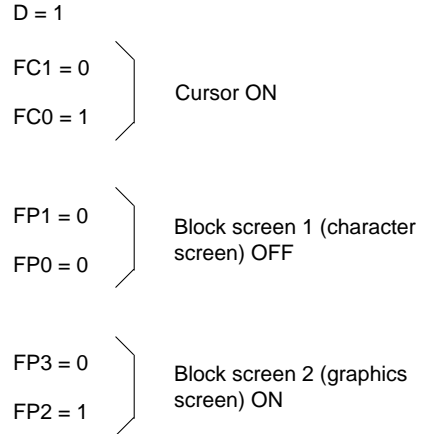 D = 1
FC1 = 0
FC0 = 1
Cursor ON
FP1 = 0
FP0 = 0
Block screen 1 (character
screen) OFF
FP3 = 0
FP2 = 1
Block screen 2 (graphics
screen) ON